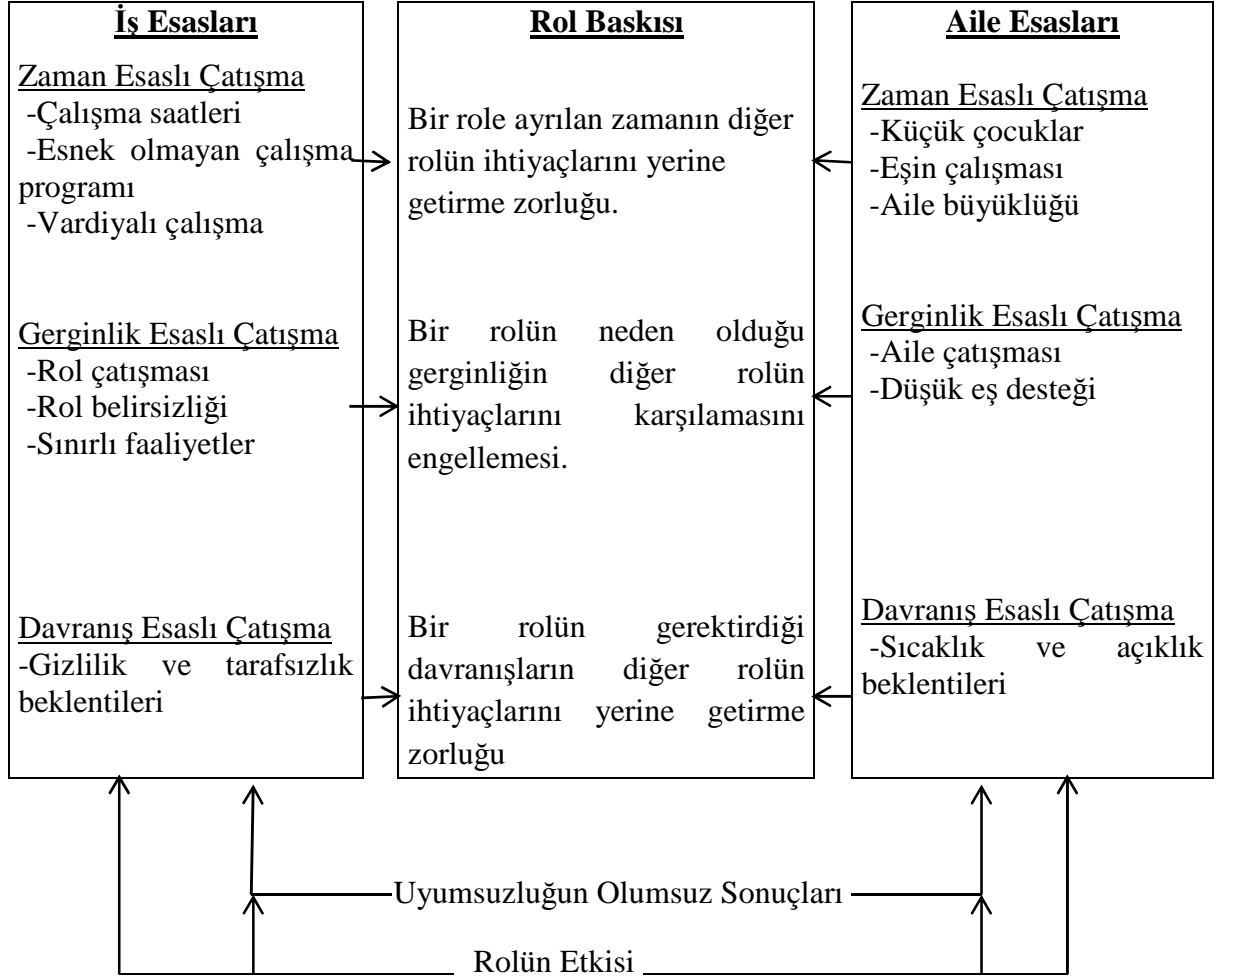 İş Esasları
Zaman Esaslı Çatışma
-Çalışma saatleri
-Esnek olmayan çalışma
programı
-Vardiyalı çalışma
Gerginlik Esaslı Çatışma
-Rol çatışması
-Rol belirsizliği
-Sınırlı faaliyetler
Davranış Esaslı Çatışma
-Gizlilik ve tarafsızlık
beklentileri
Rol Baskısı
Bir role ayrılan zamanın diğer
rolün ihtiyaçlarını yerine
getirme zorluğu.
Bir rolün neden olduğu
gerginliğin diğer rolün
ihtiyaçlarını karşılamasını
engellemesi.
Bir rolün gerektirdiği
davranışların diğer rolün
ihtiyaçlarını yerine getirme
zorluğu
Aile Esasları
Zaman Esaslı Çatışma
-Küçük çocuklar
-Eşin çalışması
-Aile büyüklüğü
Gerginlik Esaslı Çatışma
-Aile çatışması
-Düşük eş desteği
Davranış Esaslı Çatışma
-Sıcaklık ve açıklık
beklentileri
Uyumsuzluğun Olumsuz Sonuçları
Rolün Etkisi